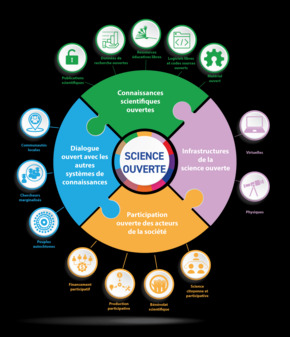 Ressources
éducatives libres
Données de
recherche ouvertes
Logiciels libres et
codes sources
ouverts
Matériel
ouvert
Publications
scientifiques
Connaissances
scientifiques
ouvertes
Communautés
locales
Chercheurs
marginalisés
Peuples
autochtones
Dialogue
ouvert avec les
autres
systèmes de
connaissances
SCIENCE
OUVERTE
Infrastructures de
la science ouverte
Virtuelles
Physiques
Participation
ouverte des acteurs
de la société
Financement
participatif
Production
participative
Bénévolat
scientifique
Science
citoyenne et
participative